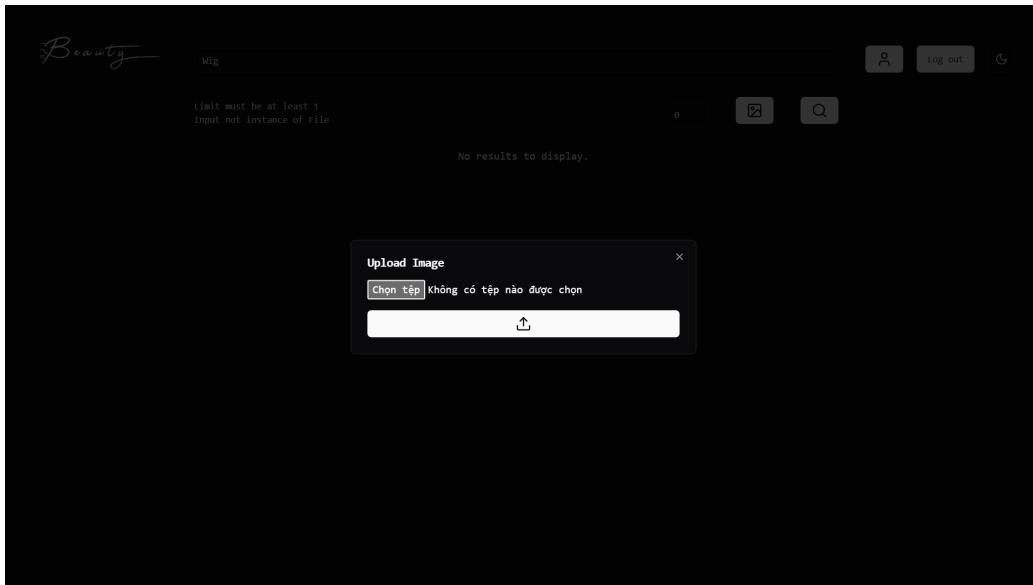 Beauty
Wig
Log out
Limit must be at least 1
Input not instance of File
0
No results to display.
Upload Image
Chọn tệp Không có tệp nào được chọn